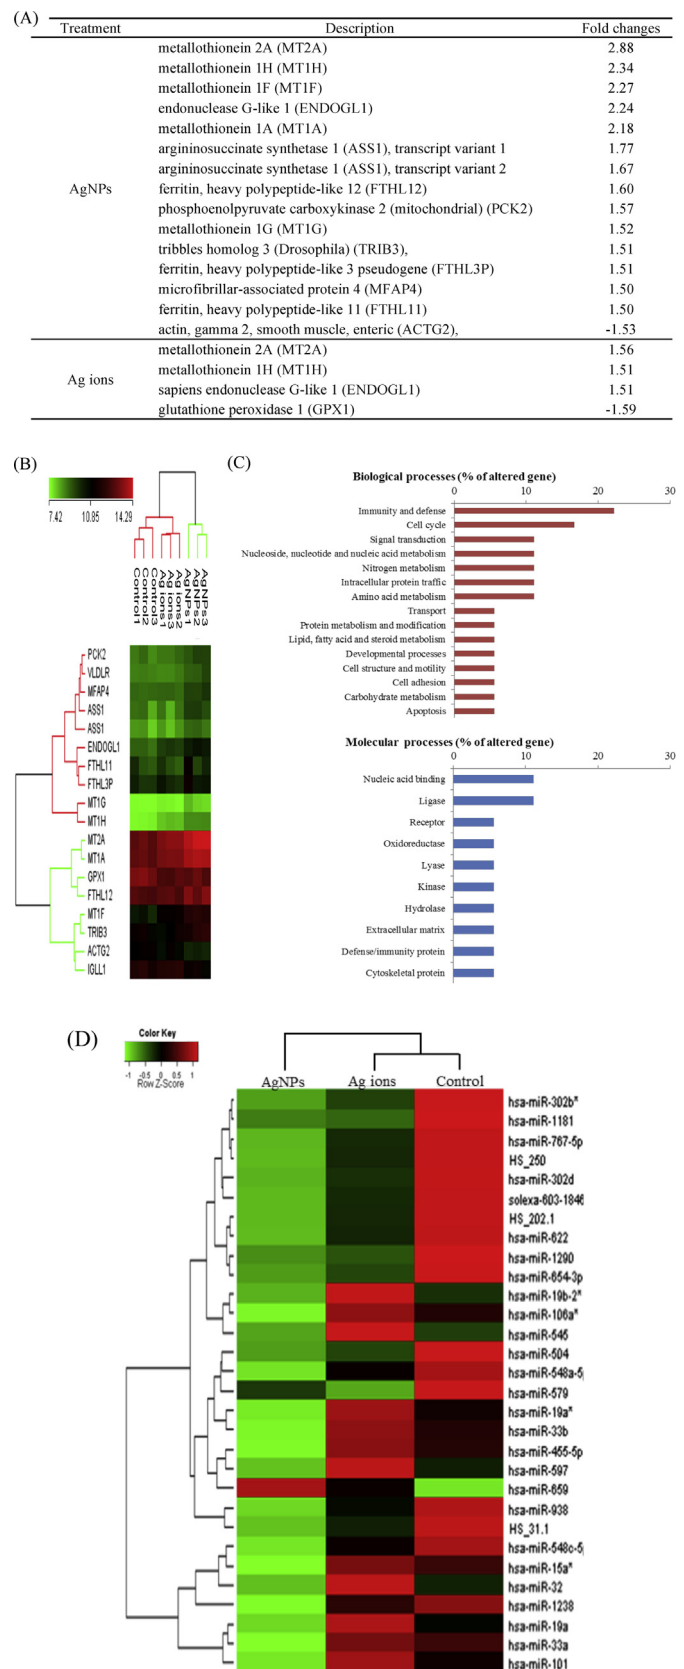 (A)
Treatment Description Fold changes
metallothionein 2A (MT2A) 2.88
metallothionein 1H (MT1H) 2.34
metallothionein 1F (MT1F) 2.27
endonuclease G-like 1 (ENDOGL1) 2.24
metallothionein 1A (MT1A) 2.18
argininosuccinate synthetase 1 (ASS1), transcript variant 1 1.77
argininosuccinate synthetase 1 (ASS1), transcript variant 2 1.67
AgNPs ferritin, heavy polypeptide-like 12 (FTHL12) 1.60
phosphoenolpyruvate carboxykinase 2 (mitochondrial) (PCK2) 1.57
metallothionein 1G (MT1G) 1.52
tribbles homolog 3 (Drosophila) (TRIB3), 1.51
ferritin, heavy polypeptide-like 3 pseudogene (FTHL3P) 1.51
microfibrillar-associated protein 4 (MFAP4) 1.50
ferritin, heavy polypeptide-like 11 (FTHL11) 1.50
actin, gamma 2, smooth muscle, enteric (ACTG2), -1.53
metallothionein 2A (MT2A) 1.56
metallothionein 1H (MT1H) 1.51
Ag ions
sapiens endonuclease G-like 1 (ENDOGL1) 1.51
glutathione peroxidase 1 (GPX1) -1.59
(B)
7.42 10.85 14.29
Control1
Control2
Control3
Ag ions1
Ag ions3
Ag ions2
AgNPs1
AgNPs2
AgNPs3
PCK2
VLDLR
MFAP4
ASS1
ASS1
ENDOGL1
FTHL11
FTHL3P
MT1G
MT1H
MT2A
MT1A
GPX1
FTHL12
MT1F
TRIB3
ACTG2
IGLL1
(C)
Biological processes (% of altered gene)
0 10 20 30
Immunity and defense
Cell cycle
Signal transduction
Nucleoside, nucleotide and nucleic acid metabolism
Nitrogen metabolism
Intracellular protein traffic
Amino acid metabolism
Transport
Protein metabolism and modification
Lipid, fatty acid and steroid metabolism
Developmental processes
Cell structure and motility
Cell adhesion
Carbohydrate metabolism
Apoptosis
Molecular processes (% of altered gene)
0 10 20 30
Nucleic acid binding
Ligase
Receptor
Oxidoreductase
Lyase
Kinase
Hydrolase
Extracellular matrix
Defense/immunity protein
Cytoskeletal protein
(D)
Color Key
-1 -0.5 0 0.5 1
Row Z-Score
AgNPs Ag ions Control
hsa-miR-302b*
hsa-miR-1181
hsa-miR-767-5p
HS_250
hsa-miR-302d
solexa-603-1846
HS_202.1
hsa-miR-622
hsa-miR-1290
hsa-miR-654-3p
hsa-miR-19b-2*
hsa-miR-106a*
hsa-miR-545
hsa-miR-504
hsa-miR-548a-5
hsa-miR-579
hsa-miR-19a*
hsa-miR-33b
hsa-miR-455-5p
hsa-miR-597
hsa-miR-659
hsa-miR-938
HS_31.1
hsa-miR-548c-5
hsa-miR-15a*
hsa-miR-32
hsa-miR-1238
hsa-miR-19a
hsa-miR-33a
hsa-miR-101